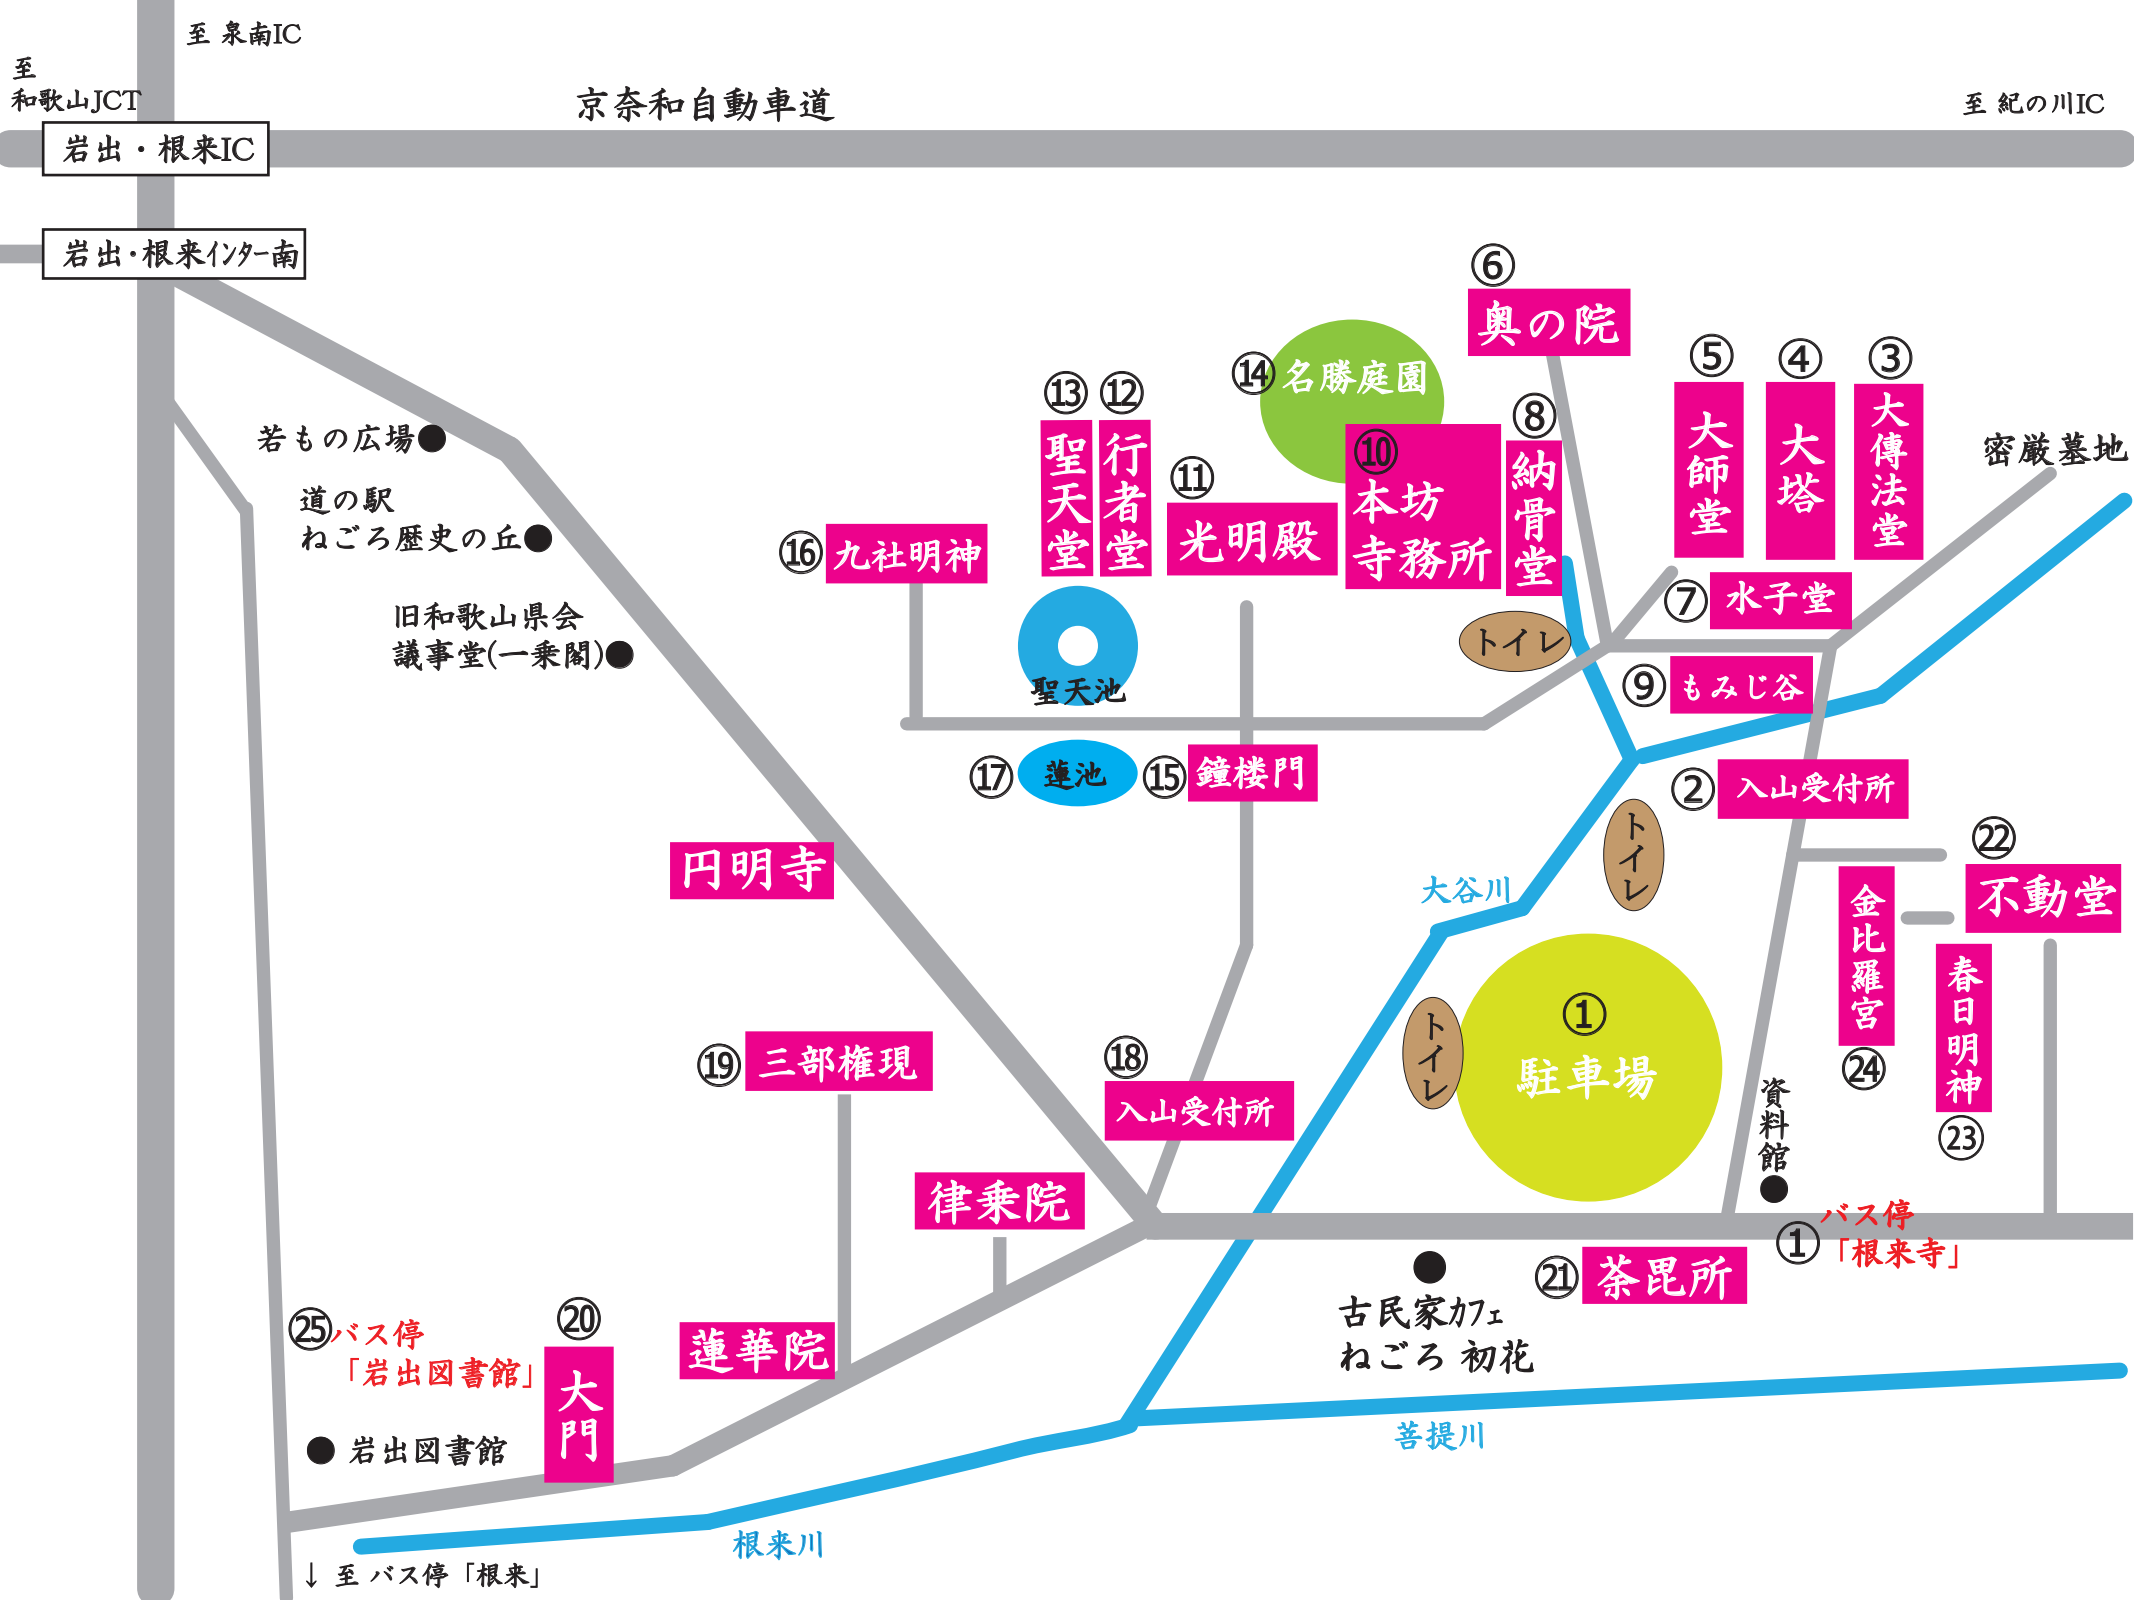 至 泉南IC
至
和歌山JCT
京奈和自動車道
至 紀の川IC
岩出・根来IC
岩出・根来インター南
⑥
奥の院
⑤
大師堂
④
大塔
③
大傳法堂
⑭
名勝庭園
⑬
聖天堂
⑫
行者堂
⑧
納骨堂
⑩
本坊
寺務所
⑪
光明殿
密厳墓地
若もの広場
道の駅
ねごろ歴史の丘
旧和歌山県会
議事堂(一乗閣)
⑯
九社明神
⑦
水子堂
トイレ
⑨
もみじ谷
聖天池
⑰
蓮池
⑮
鐘楼門
②
入山受付所
トイレ
㉒
不動堂
円明寺
大谷川
金比羅宮
㉔
春日明神
㉓
①
駐車場
トイレ
⑲
三部権現
⑱
入山受付所
資料館
律乗院
バス停
①
「根来寺」
㉑
荼毘所
古民家カフェ
ねごろ 初花
㉕
バス停
「岩出図書館」
⑳
大門
蓮華院
岩出図書館
菩提川
根来川
↓ 至 バス停「根来」